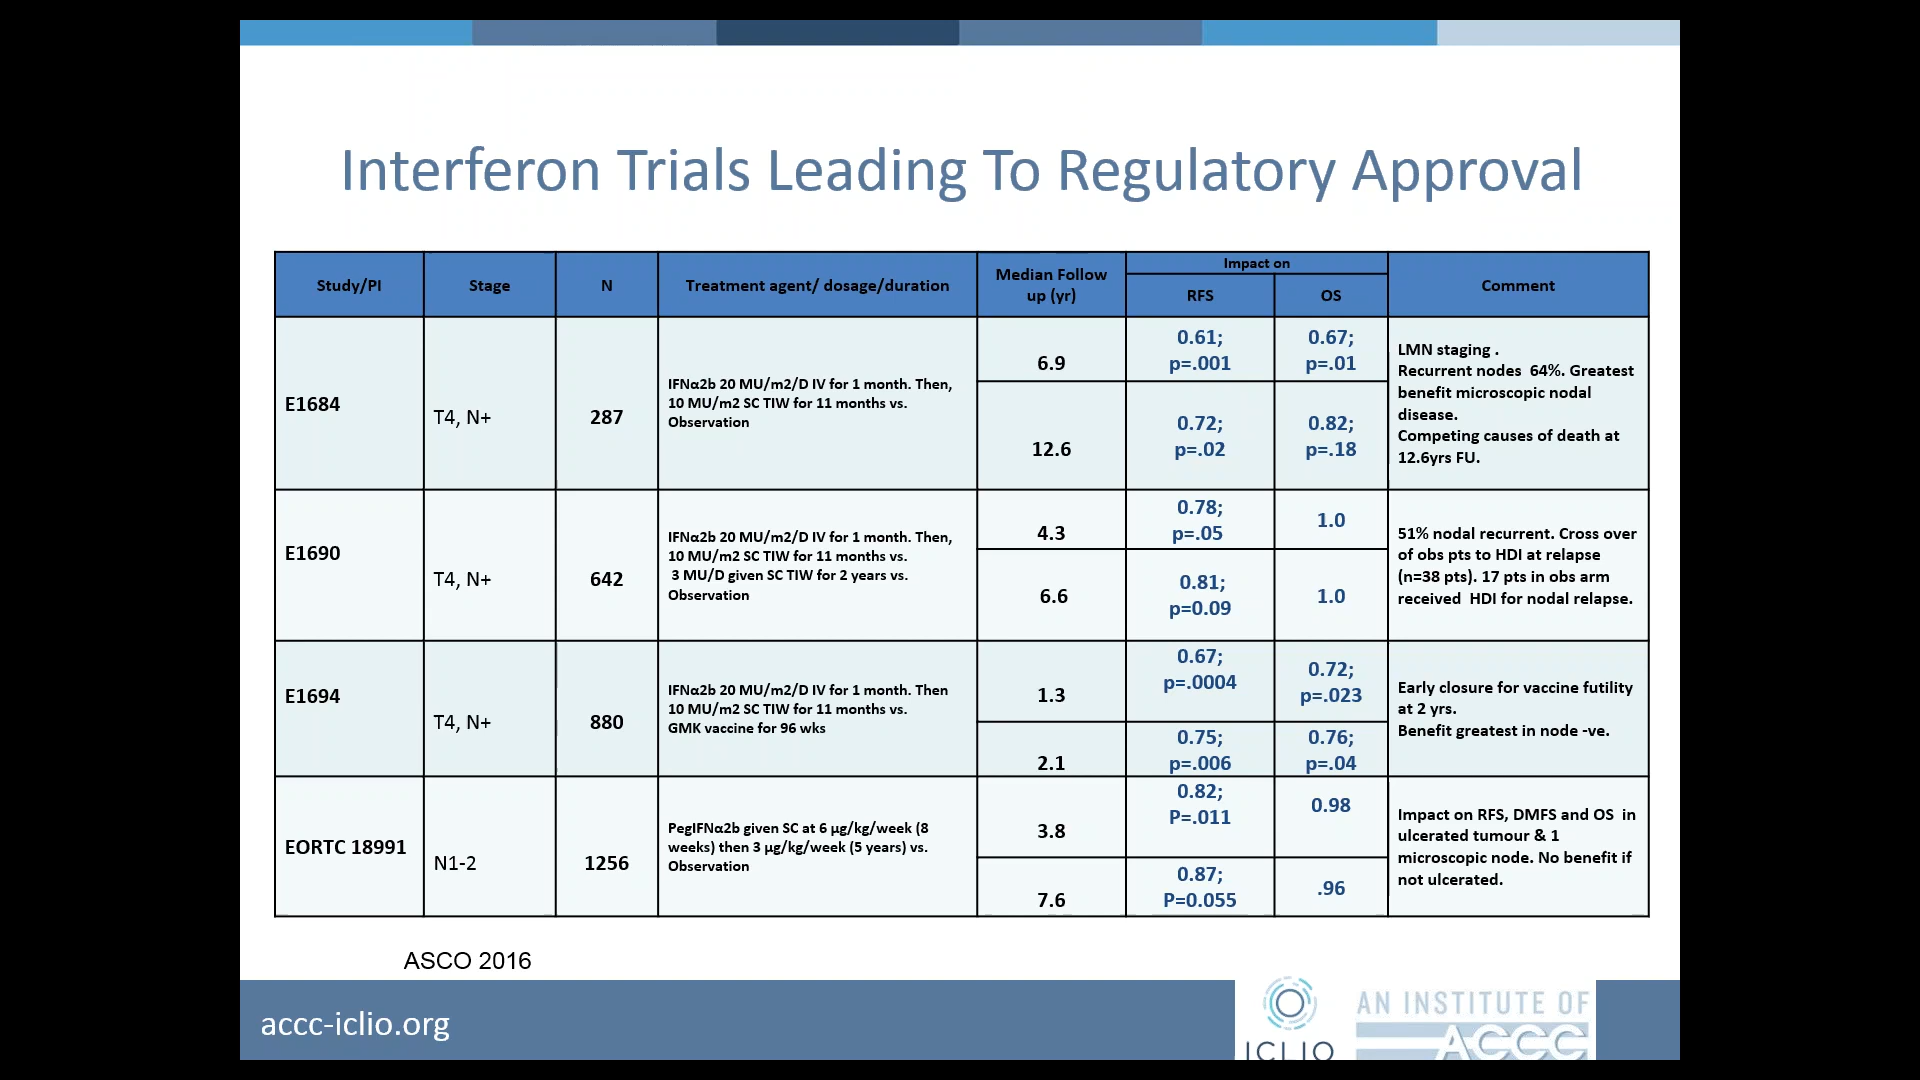 Interferon Trials Leading To Regulatory Approval
Study/PI
Stage
N
Treatment agent/ dosage/duration
Median Follow
up (yr)
Impact on
RFS
OS
Comment
E1684
T4, N+
287
IFNα2b 20 MU/m2/D IV for 1 month. Then,
10 MU/m2 SC TIW for 11 months vs.
Observation
6.9
0.61;
p=.001
0.67;
p=.01
12.6
0.72;
p=.02
0.82;
p=.18
LMN staging .
Recurrent nodes 64%. Greatest
benefit microscopic nodal
disease.
Competing causes of death at
12.6yrs FU.
E1690
T4, N+
642
IFNα2b 20 MU/m2/D IV for 1 month. Then,
10 MU/m2 SC TIW for 11 months vs.
3 MU/D given SC TIW for 2 years vs.
Observation
4.3
0.78;
p=.05
1.0
6.6
0.81;
p=0.09
1.0
51% nodal recurrent. Cross over
of obs pts to HDI at relapse
(n=38 pts). 17 pts in obs arm
received HDI for nodal relapse.
E1694
T4, N+
880
IFNα2b 20 MU/m2/D IV for 1 month. Then
10 MU/m2 SC TIW for 11 months vs.
GMK vaccine for 96 wks
1.3
0.67;
p=.0004
0.72;
p=.023
2.1
0.75;
p=.006
0.76;
p=.04
Early closure for vaccine futility
at 2 yrs.
Benefit greatest in node -ve.
EORTC 18991
N1-2
1256
PegIFNα2b given SC at 6 μg/kg/week (8
weeks) then 3 μg/kg/week (5 years) vs.
Observation
3.8
0.82;
P=.011
0.98
7.6
0.87;
P=0.055
.96
Impact on RFS, DMFS and OS in
ulcerated tumour & 1
microscopic node. No benefit if
not ulcerated.
ASCO 2016
accc-iclio.org
ICLIO
AN INSTITUTE OF
ACCC